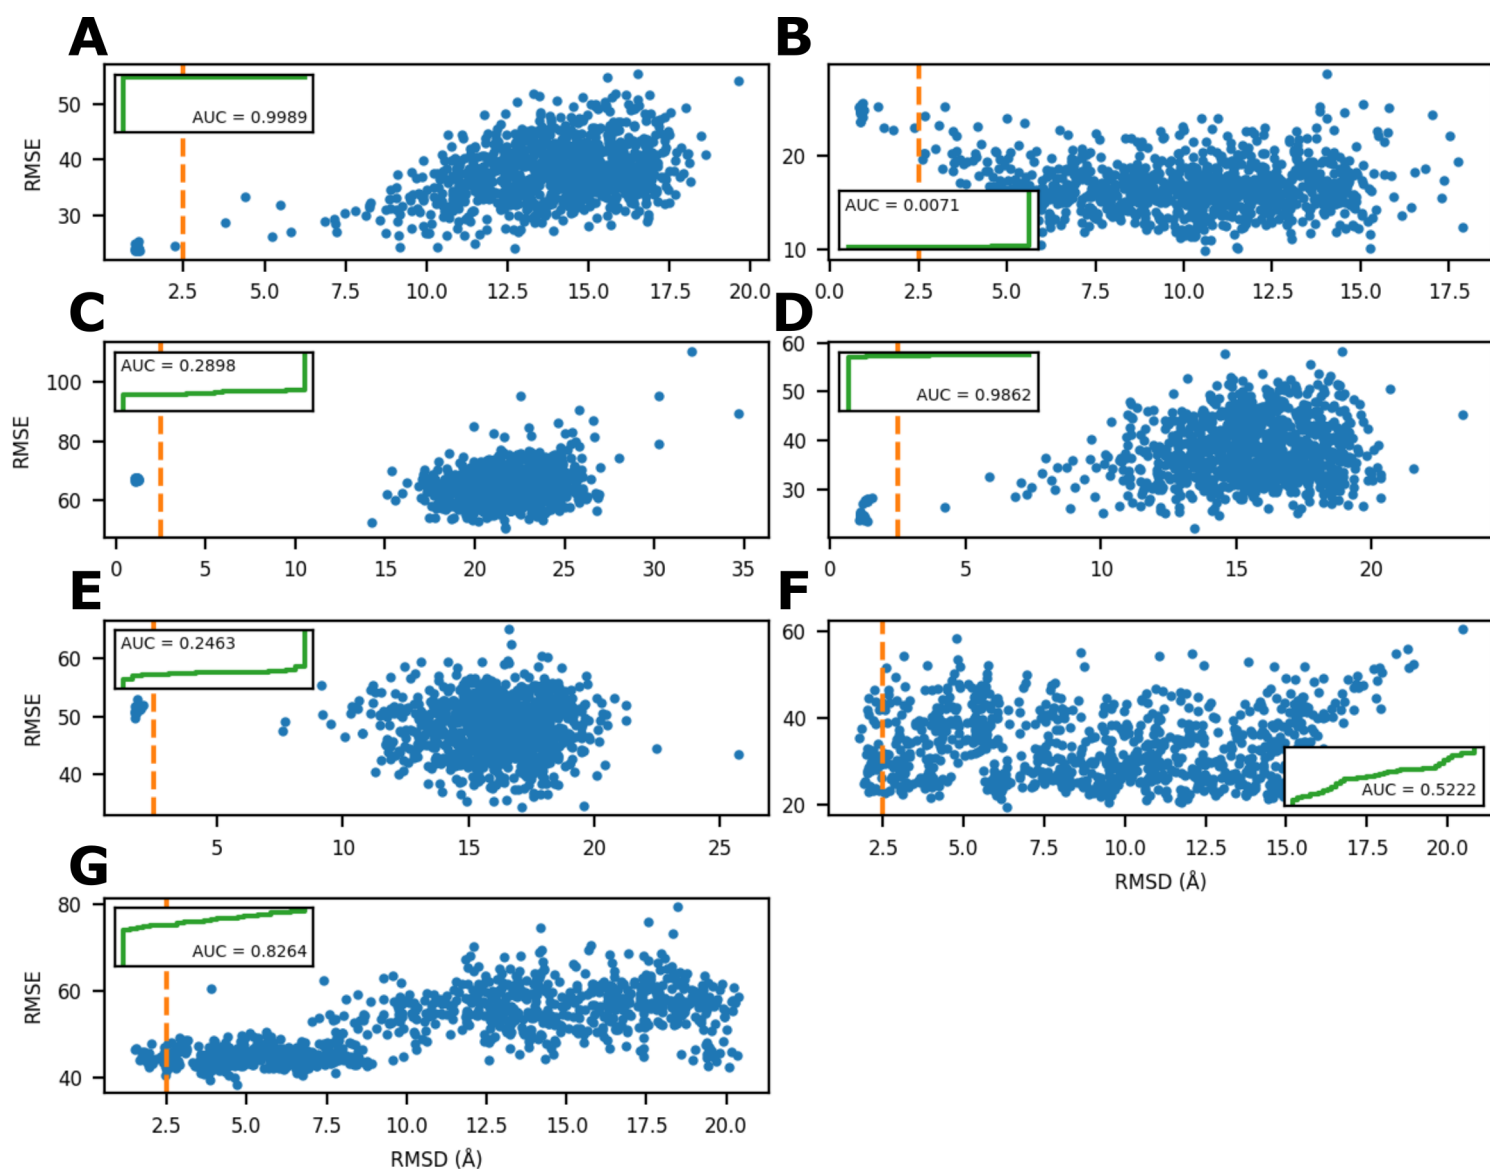 A
B
RMSE
50
40
30
AUC = 0.9989
2.5 5.0 7.5 10.0 12.5 15.0 17.5 20.0
20
10
AUC = 0.0071
0.0 2.5 5.0 7.5 10.0 12.5 15.0 17.5
C
D
RMSE
100
80
60
AUC = 0.2898
0 5 10 15 20 25 30 35
60
50
40
30
AUC = 0.9862
0 5 10 15 20
E
F
RMSE
60
50
40
AUC = 0.2463
5 10 15 20 25
60
40
20
AUC = 0.5222
2.5 5.0 7.5 10.0 12.5 15.0 17.5 20.0
RMSD (Å)
G
RMSE
80
60
40
AUC = 0.8264
2.5 5.0 7.5 10.0 12.5 15.0 17.5 20.0
RMSD (Å)